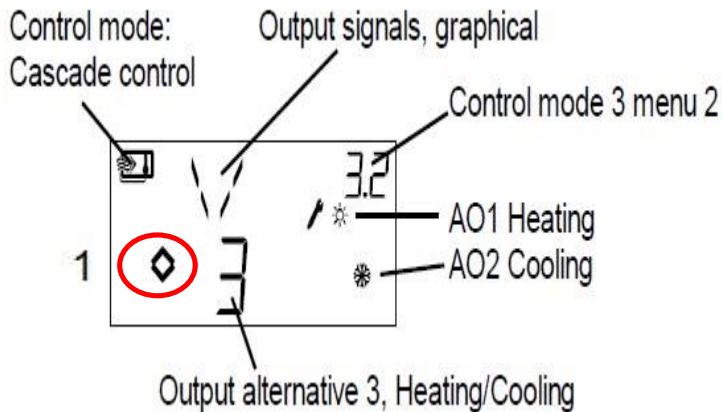 Control mode:
Cascade control
Output signals, graphical
Control mode 3 menu 2
3.2
AO1 Heating
1
3
AO2 Cooling
Output alternative 3, Heating/Cooling